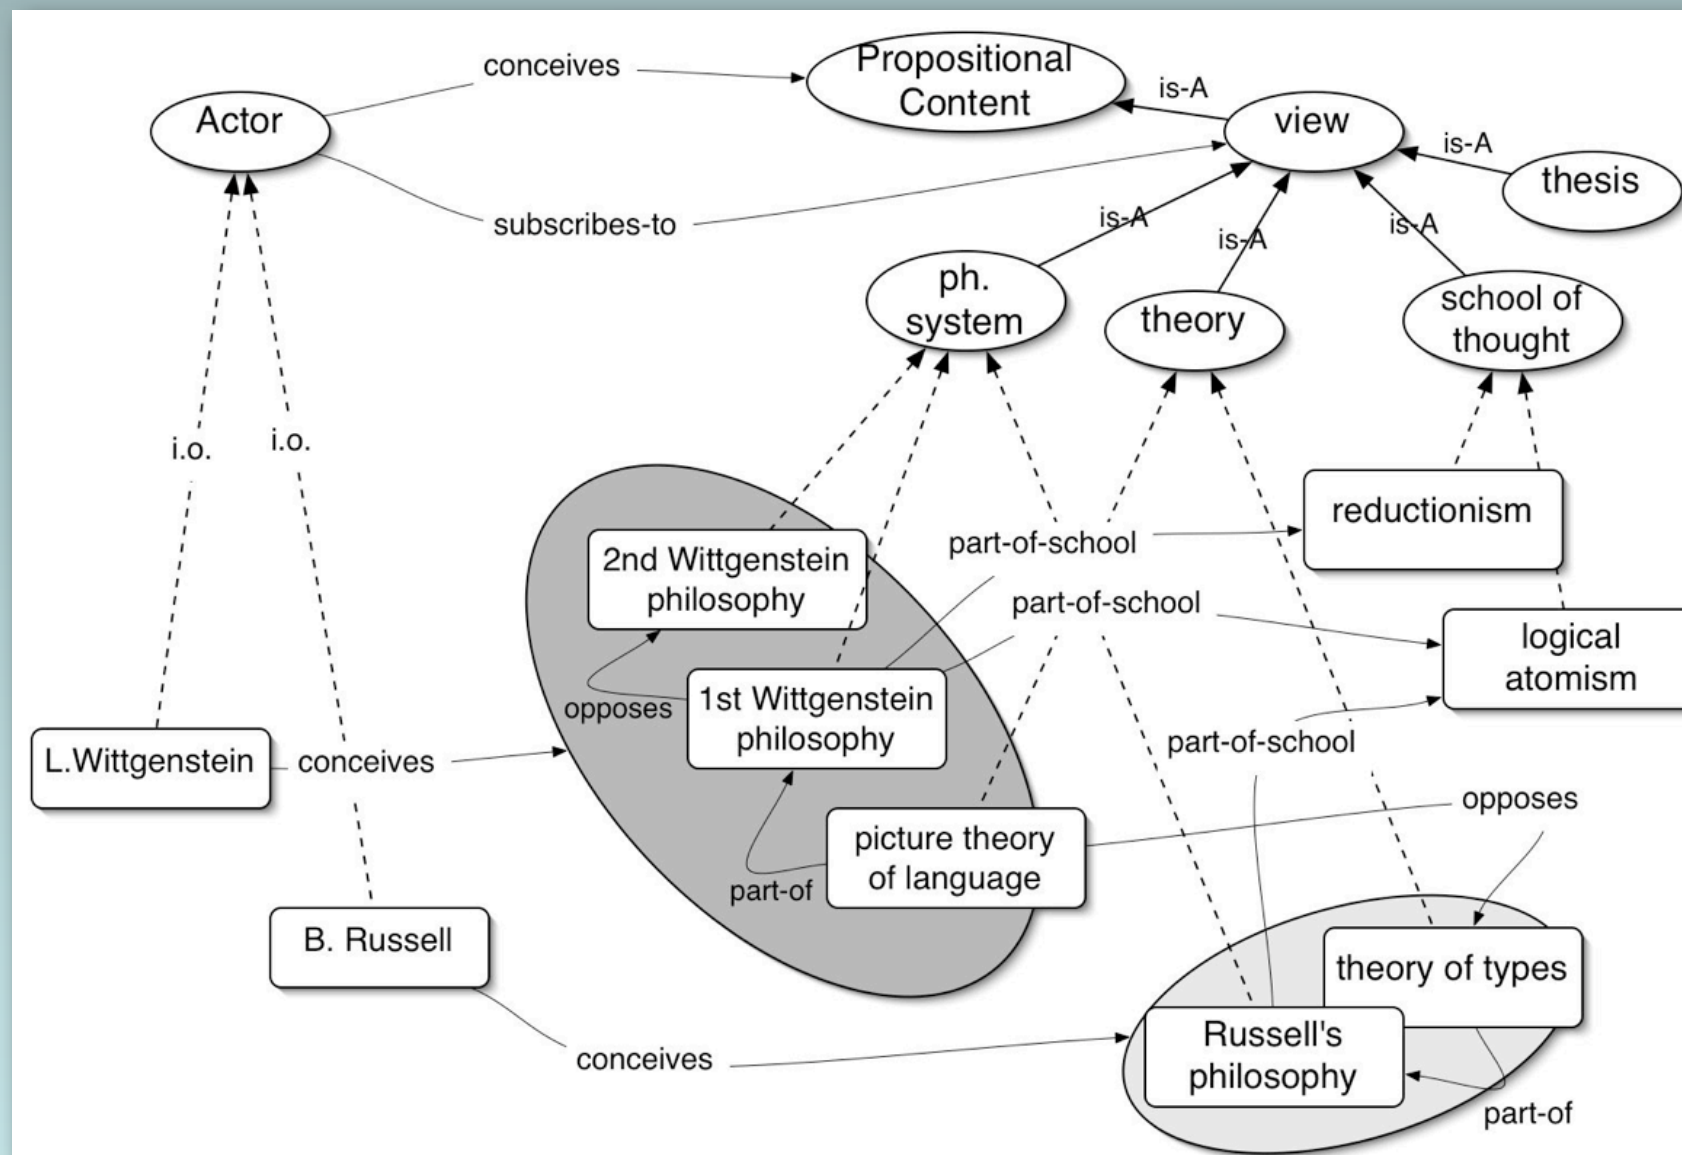 conceives
Propositional
Content
is-A
Actor
view
is-A
thesis
subscribes-to
is-A
is-A
is-A
ph.
system
theory
school of
thought
i.o.
i.o.
reductionism
2nd Wittgenstein
philosophy
part-of-school
part-of-school
logical
atomism
opposes
1st Wittgenstein
philosophy
part-of-school
L.Wittgenstein
conceives
opposes
picture theory
of language
part-of
B. Russell
theory of types
Russell's
philosophy
conceives
part-of